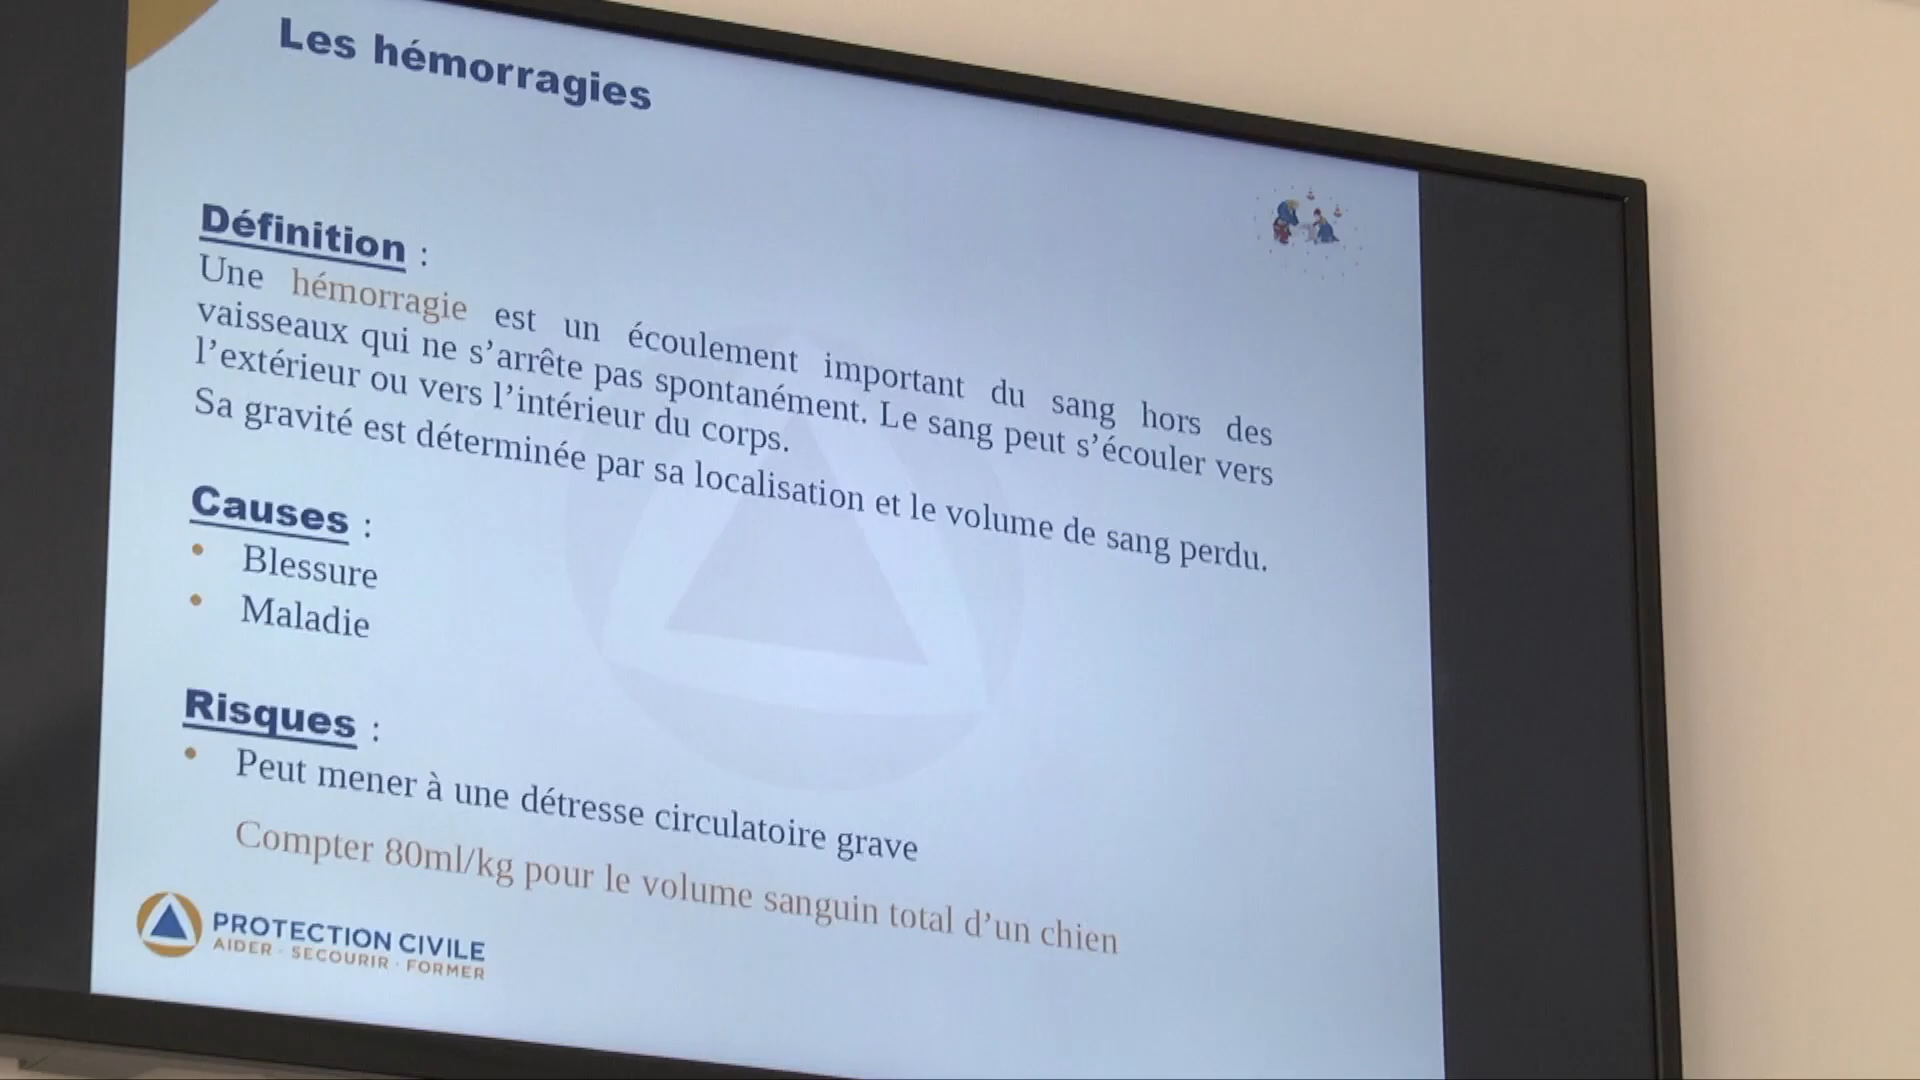 Les hémorragies
Définition :
Une hémorragie est un écoulement important du sang hors des
vaisseaux qui ne s'arrête pas spontanément. Le sang peut s'écouler vers
l'extérieur ou vers l'intérieur du corps.
Sa gravité est déterminée par sa localisation et le volume de sang perdu.
Causes :
• Blessure
• Maladie
Risques :
• Peut mener à une détresse circulatoire grave
Compter 80ml/kg pour le volume sanguin total d'un chien
PROTECTION CIVILE
AIDER · SECOURIR · FORMER